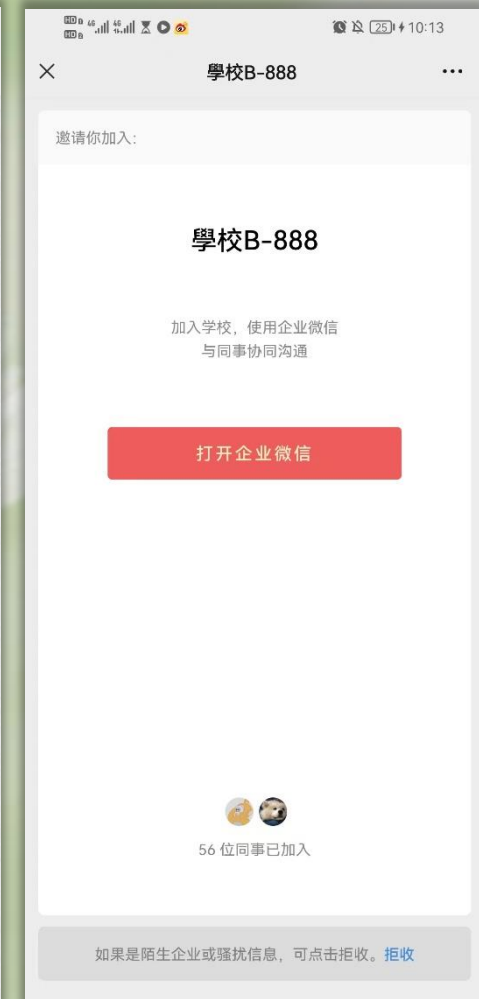 25 10:13
學校B-888
邀请你加入:
學校B-888
加入学校，使用企业微信
与同事协同沟通
打开企业微信
56 位同事已加入
如果是陌生企业或骚扰信息，可点击拒收。拒收